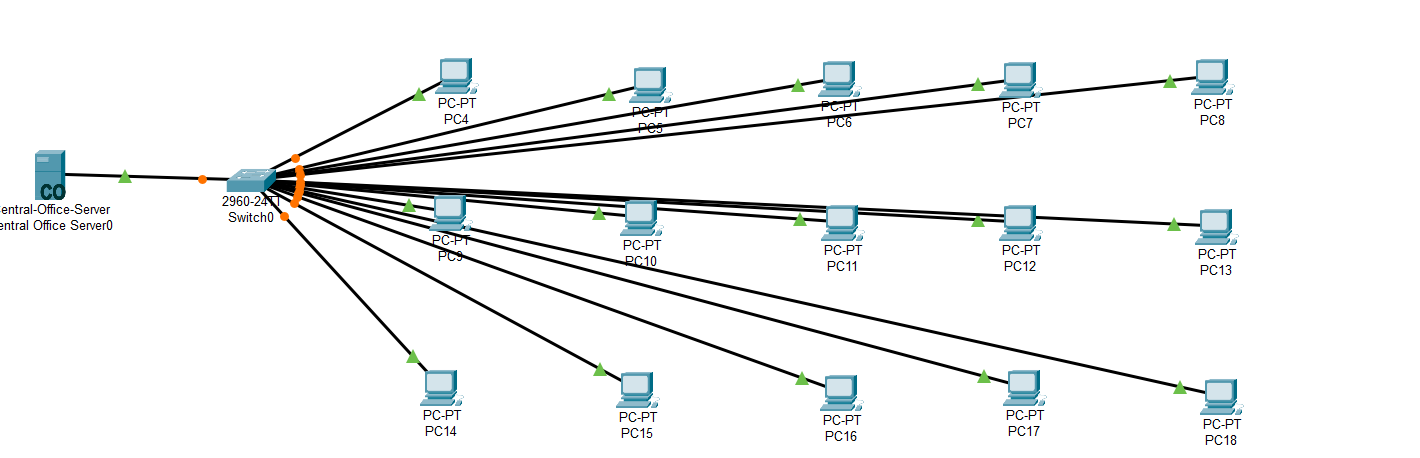 PC-PT
PC4
PC-PT
PC5
PC-PT
PC6
PC-PT
PC7
PC-PT
PC8
CO
entral-Office-Server
entral Office Server0
2960-24TT
Switch0
PC-PT
PC9
PC-PT
PC10
PC-PT
PC11
PC-PT
PC12
PC-PT
PC13
PC-PT
PC14
PC-PT
PC15
PC-PT
PC16
PC-PT
PC17
PC-PT
PC18